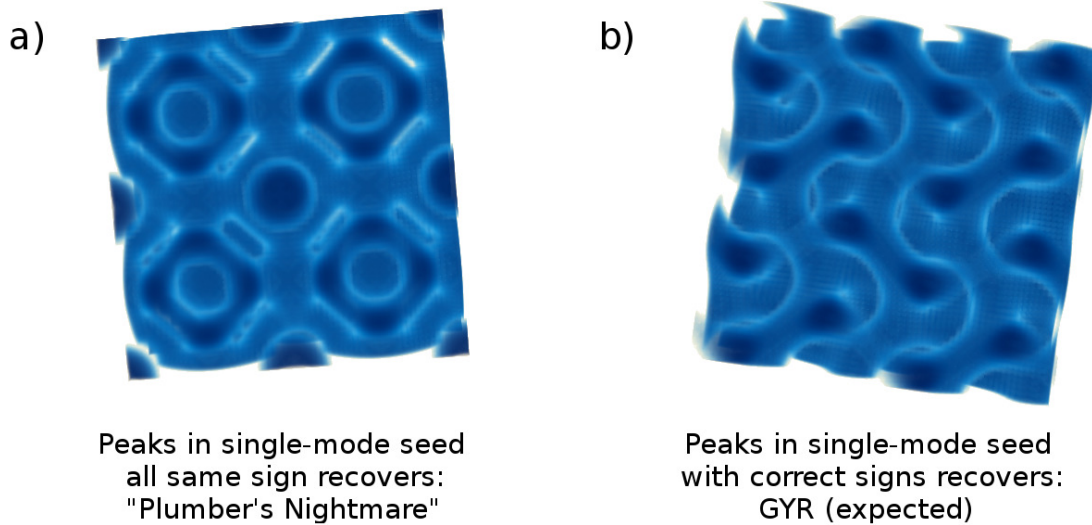 a)
b)
Peaks in single-mode seed
all same sign recovers:
"Plumber's Nightmare"
Peaks in single-mode seed
with correct signs recovers:
GYR (expected)